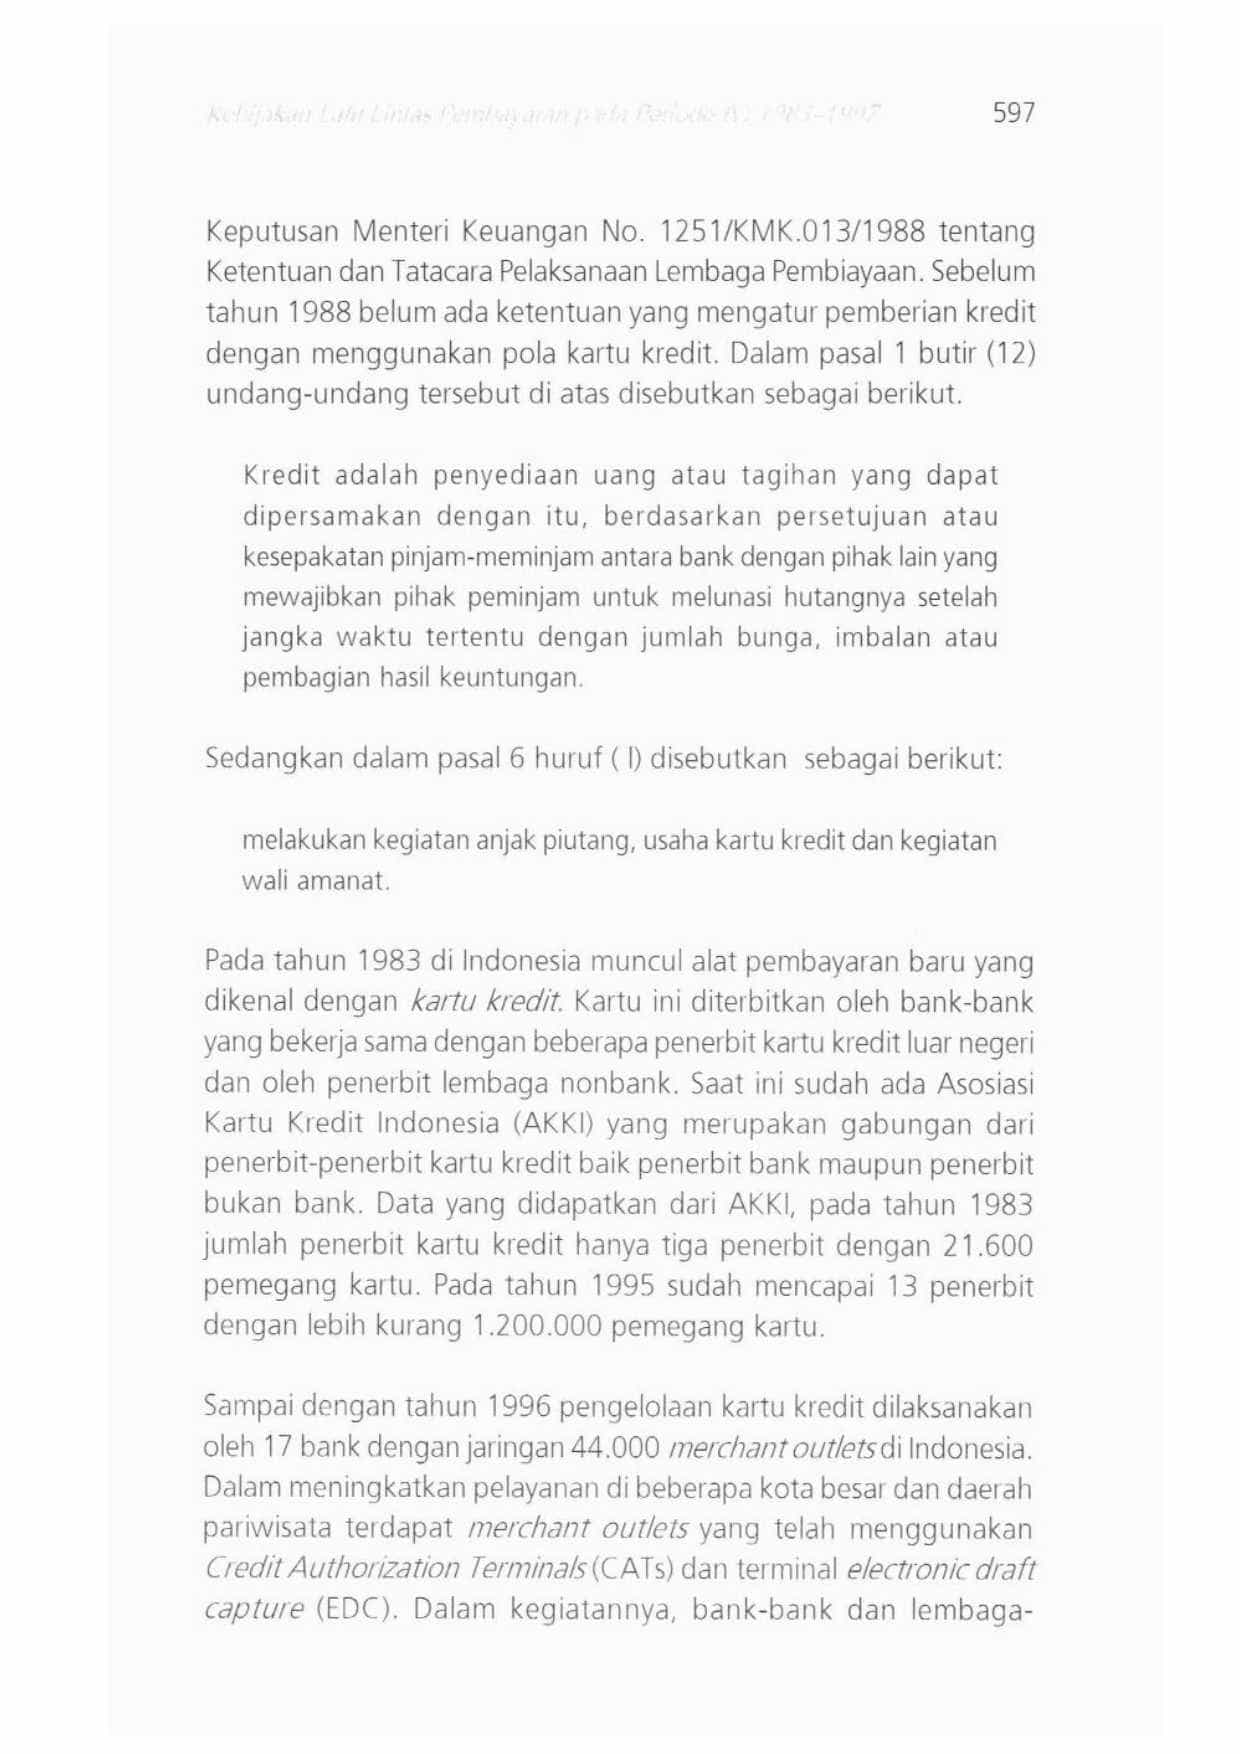 Kebijakan Lalu Lintas Pembayaran pada Periode IV: 1983–1997 597
Keputusan Menteri Keuangan No. 1251/KMK.013/1988 tentang
Ketentuan dan Tatacara Pelaksanaan Lembaga Pembiayaan. Sebelum
tahun 1988 belum ada ketentuan yang mengatur pemberian kredit
dengan menggunakan pola kartu kredit. Dalam pasal 1 butir (12)
undang-undang tersebut di atas disebutkan sebagai berikut.
Kredit adalah penyediaan uang atau tagihan yang dapat
dipersamakan dengan itu, berdasarkan persetujuan atau
kesepakatan pinjam-meminjam antara bank dengan pihak lain yang
mewajibkan pihak peminjam untuk melunasi hutangnya setelah
jangka waktu tertentu dengan jumlah bunga, imbalan atau
pembagian hasil keuntungan.
Sedangkan dalam pasal 6 huruf ( l) disebutkan sebagai berikut:
melakukan kegiatan anjak piutang, usaha kartu kredit dan kegiatan
wali amanat.
Pada tahun 1983 di Indonesia muncul alat pembayaran baru yang
dikenal dengan kartu kredit. Kartu ini diterbitkan oleh bank-bank
yang bekerja sama dengan beberapa penerbit kartu kredit luar negeri
dan oleh penerbit lembaga nonbank. Saat ini sudah ada Asosiasi
Kartu Kredit Indonesia (AKKI) yang merupakan gabungan dari
penerbit-penerbit kartu kredit baik penerbit bank maupun penerbit
bukan bank. Data yang didapatkan dari AKKI, pada tahun 1983
jumlah penerbit kartu kredit hanya tiga penerbit dengan 21.600
pemegang kartu. Pada tahun 1995 sudah mencapai 13 penerbit
dengan lebih kurang 1.200.000 pemegang kartu.
Sampai dengan tahun 1996 pengelolaan kartu kredit dilaksanakan
oleh 17 bank dengan jaringan 44.000 merchant outlets di Indonesia.
Dalam meningkatkan pelayanan di beberapa kota besar dan daerah
pariwisata terdapat merchant outlets yang telah menggunakan
Credit Authorization Terminals (CATs) dan terminal electronic draft
capture (EDC). Dalam kegiatannya, bank-bank dan lembaga-